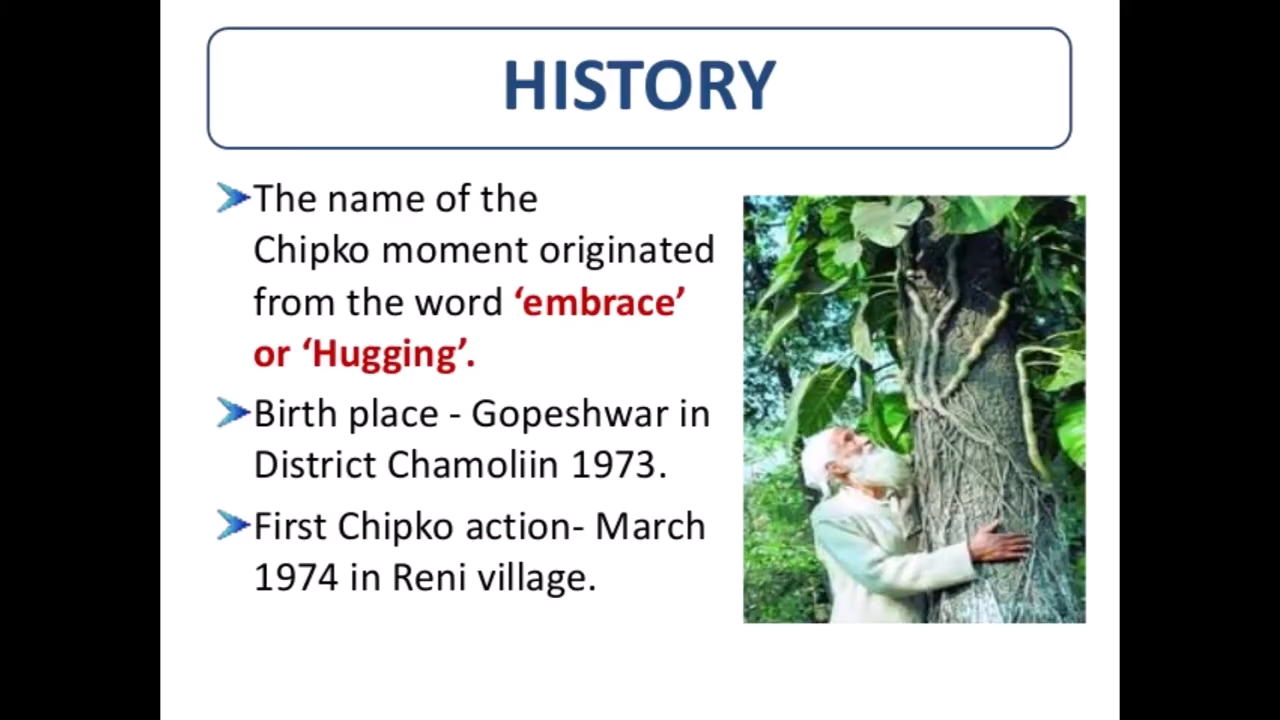 HISTORY
The name of the
Chipko moment originated
from the word ‘embrace’
or ‘Hugging’.
Birth place - Gopeshwar in
District Chamoliin 1973.
First Chipko action- March
1974 in Reni village.